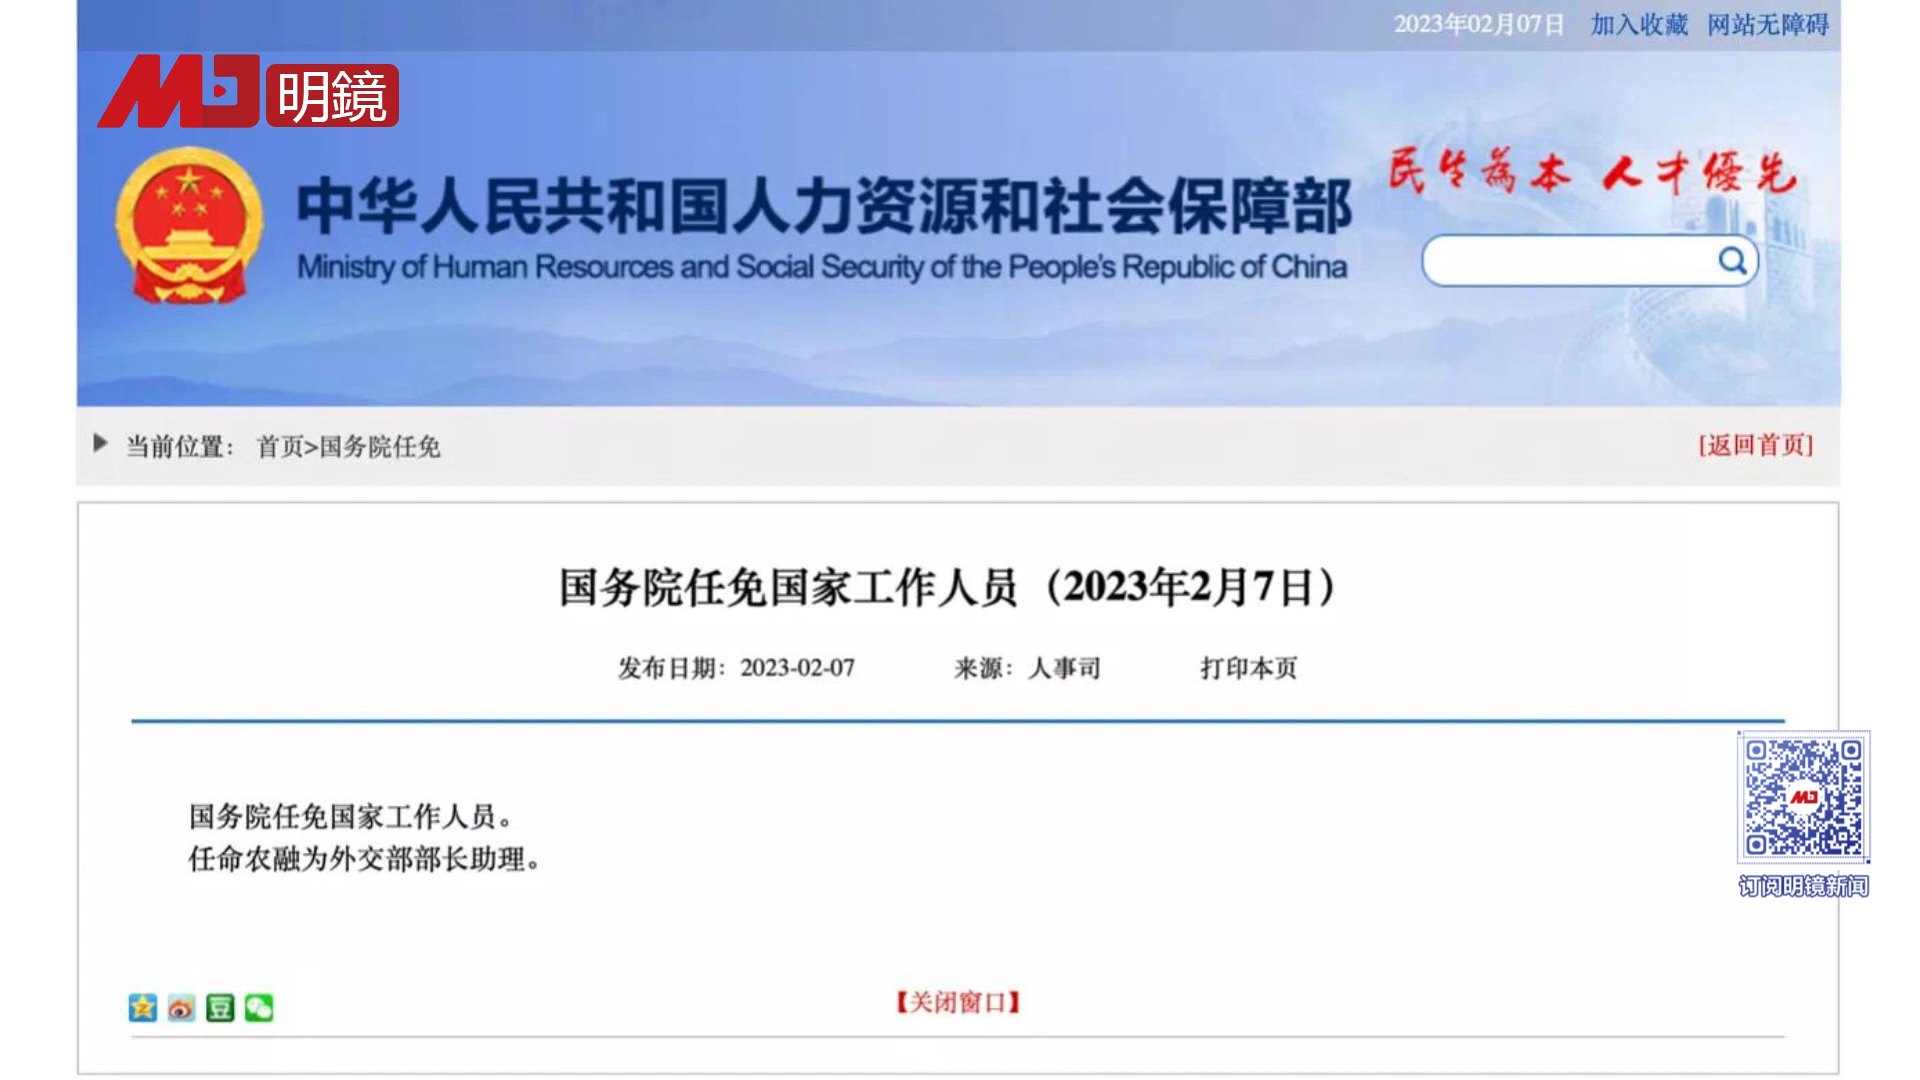 2023年02月07日 加入收藏 网站无障碍
明鏡
民生為本 人才優先
中华人民共和国人力资源和社会保障部
Ministry of Human Resources and Social Security of the People's Republic of China
当前位置： 首页>国务院任免
[返回首页]
国务院任免国家工作人员（2023年2月7日）
发布日期：2023-02-07 来源：人事司 打印本页
国务院任免国家工作人员。
任命农融为外交部部长助理。
订阅明镜新闻
豆
【关闭窗口】